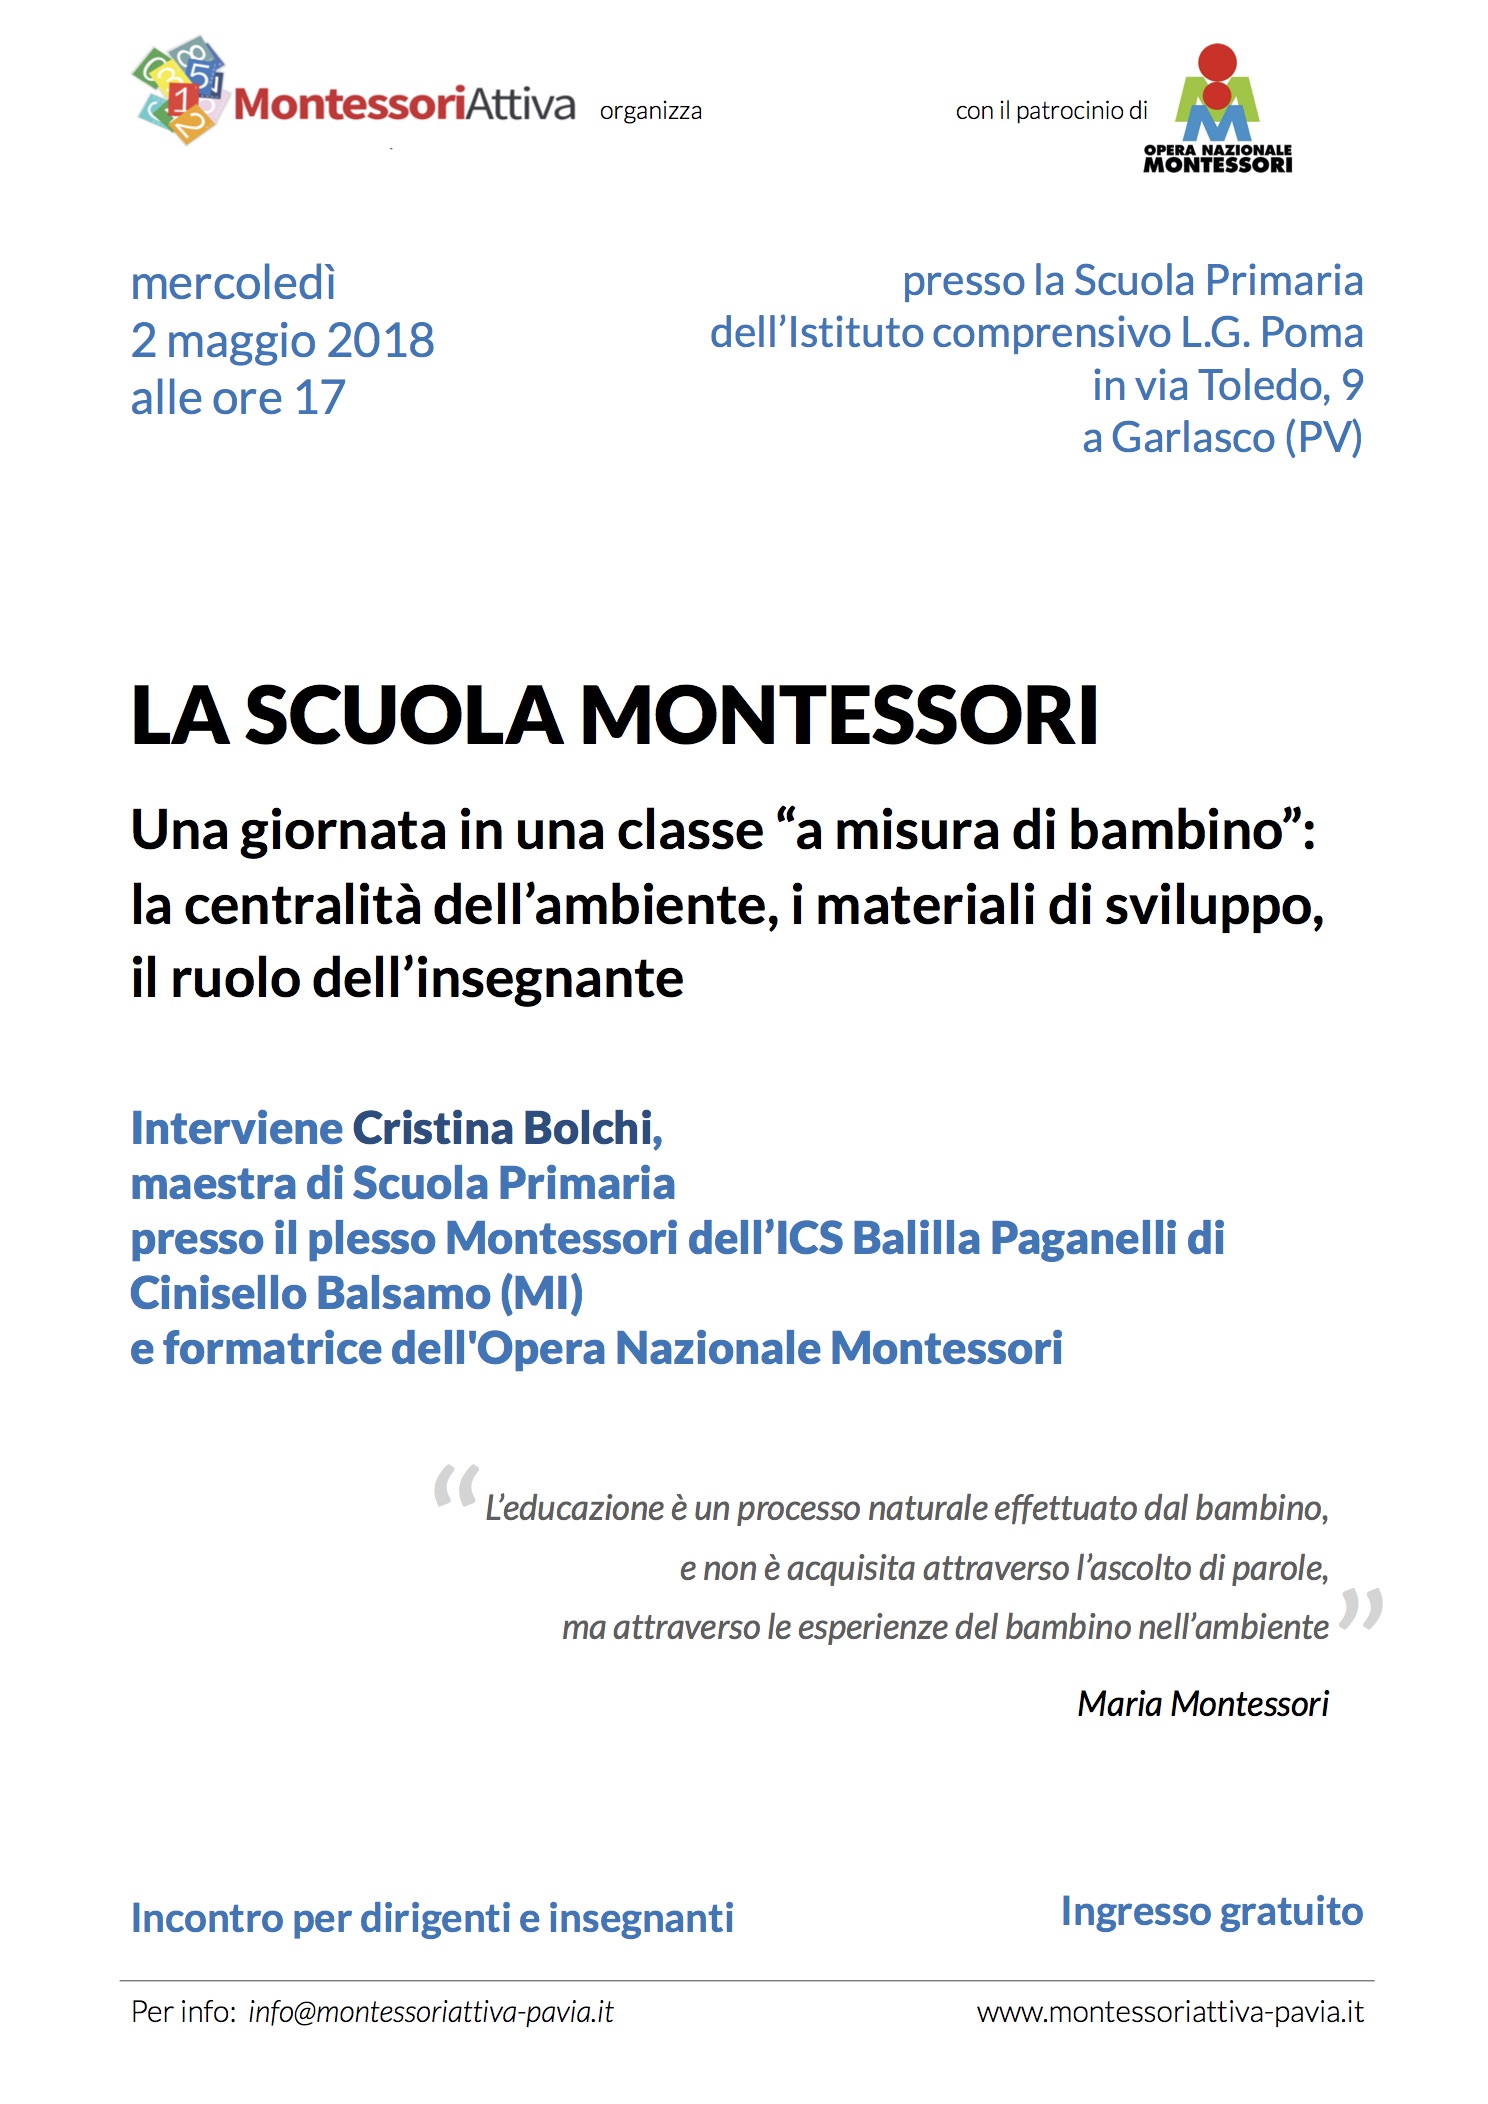 MontessoriAttiva organizza
con il patrocinio di
OPERA NAZIONALE
MONTESSORI
mercoledì
2 maggio 2018
alle ore 17
presso la Scuola Primaria
dell’Istituto comprensivo L.G. Poma
in via Toledo, 9
a Garlasco (PV)
LA SCUOLA MONTESSORI
Una giornata in una classe “a misura di bambino”:
la centralità dell’ambiente, i materiali di sviluppo,
il ruolo dell’insegnante
Interviene Cristina Bolchi,
maestra di Scuola Primaria
presso il plesso Montessori dell’ICS Balilla Paganelli di
Cinisello Balsamo (MI)
e formatrice dell'Opera Nazionale Montessori
“L’educazione è un processo naturale effettuato dal bambino,
e non è acquisita attraverso l’ascolto di parole,
ma attraverso le esperienze del bambino nell’ambiente”
Maria Montessori
Incontro per dirigenti e insegnanti
Ingresso gratuito
Per info: info@montessoriattiva-pavia.it
www.montessoriattiva-pavia.it